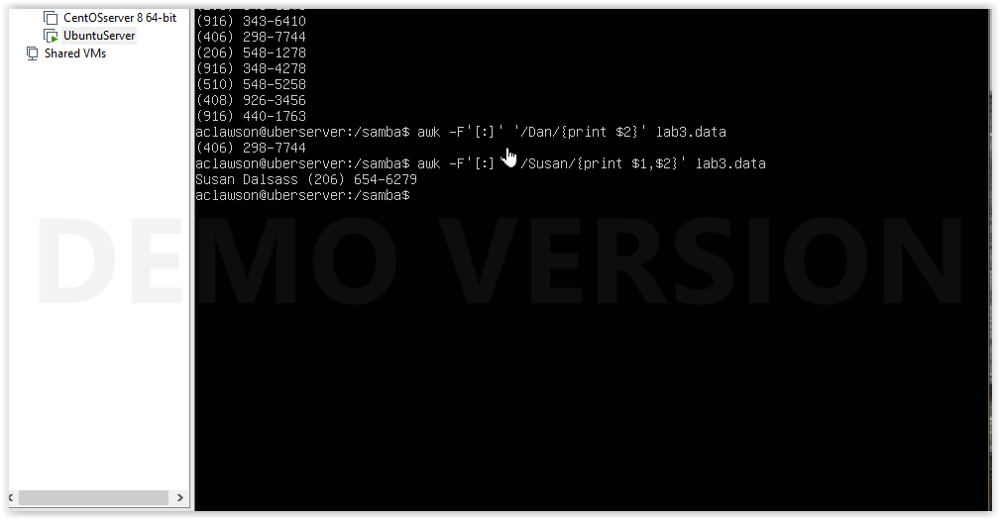 CentOSserver 8 64-bit
UbuntuServer
Shared VMs
(916) 343-6410
(406) 298-7744
(206) 548-1278
(916) 348-4278
(510) 548-5258
(408) 926-3456
(916) 440-1763
aclawson@uberserver:/samba$ awk -F'[:]' '/Dan/{print $2}' lab3.data
(406) 298-7744
aclawson@uberserver:/samba$ awk -F'[:] /Susan/{print $1,$2}' lab3.data
Susan Dalsass (206) 654-6279
aclawson@uberserver:/samba$
DEMO VERSION